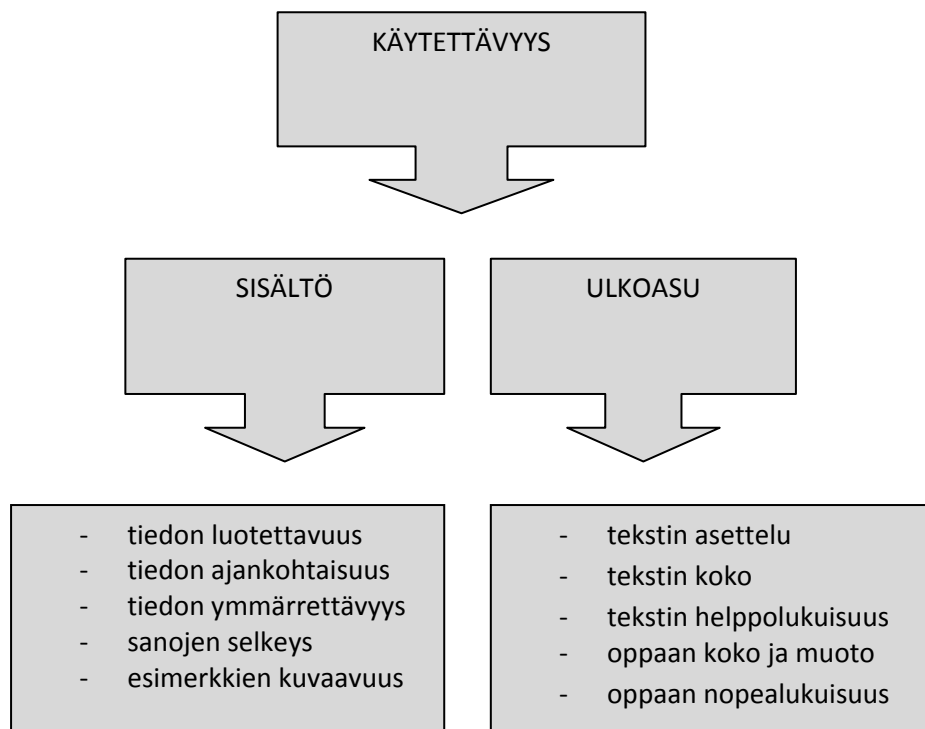 KÄYTETTÄVYYS
SISÄLTÖ
ULKOASU
- tiedon luotettavuus
- tiedon ajankohtaisuus
- tiedon ymmärrettävyys
- sanojen selkeys
- esimerkkien kuvaavuus
- tekstin asettelu
- tekstin koko
- tekstin helppolukuisuus
- oppaan koko ja muoto
- oppaan nopealukuisuus